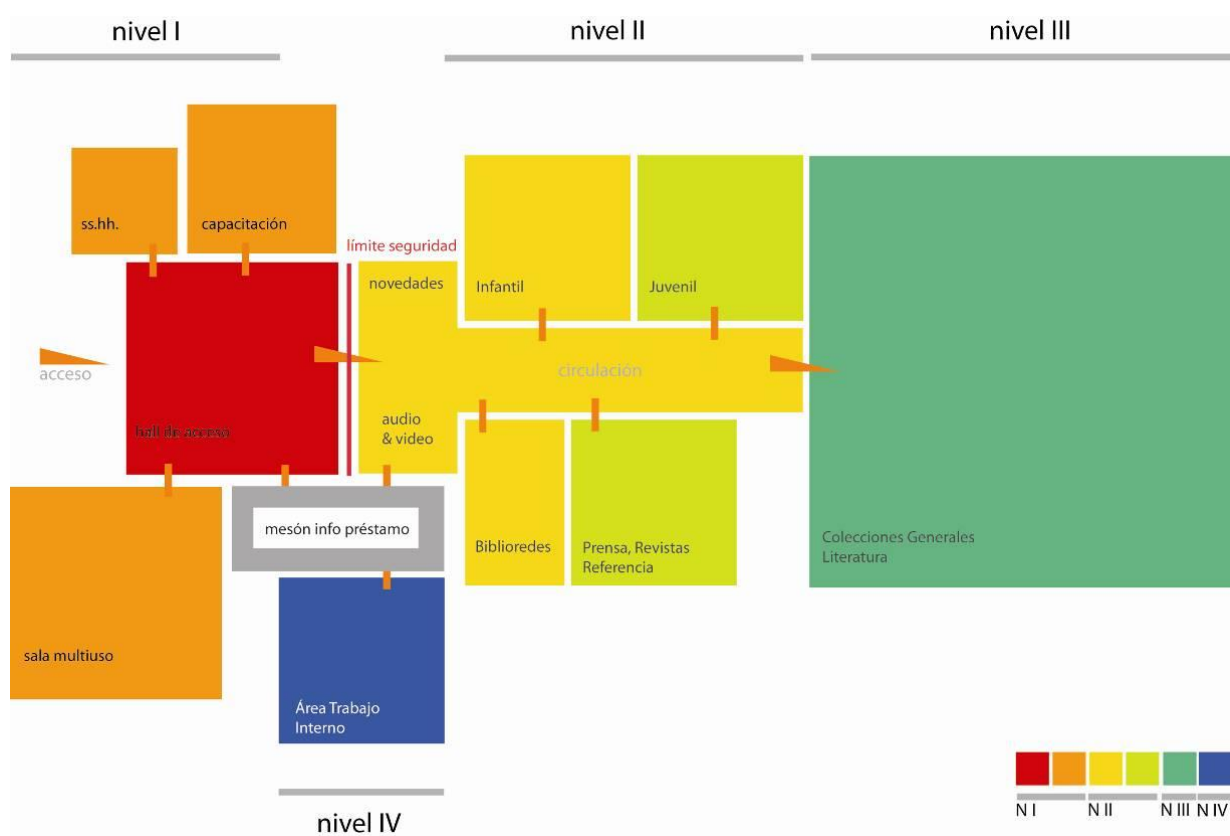 nivel I
nivel II
nivel III
ss.hh.
capacitación
límite seguridad
novedades
Infantil
Juvenil
acceso
circulación
hall de acceso
audio
& video
mesón info préstamo
Biblioredes
Prensa, Revistas
Referencia
Colecciones Generales
Literatura
sala multiuso
Área Trabajo
Interno
nivel IV
N I
N II
N III
N IV